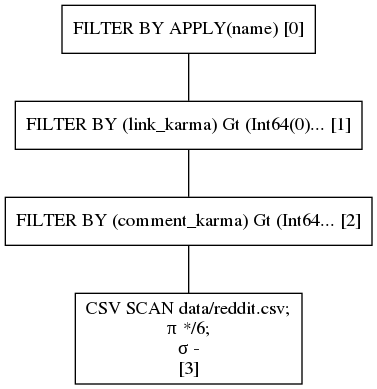 FILTER BY APPLY(name) [0]
FILTER BY (link_karma) Gt (Int64(0)... [1]
FILTER BY (comment_karma) Gt (Int64... [2]
CSV SCAN data/reddit.csv;
π */6;
σ -
[3]